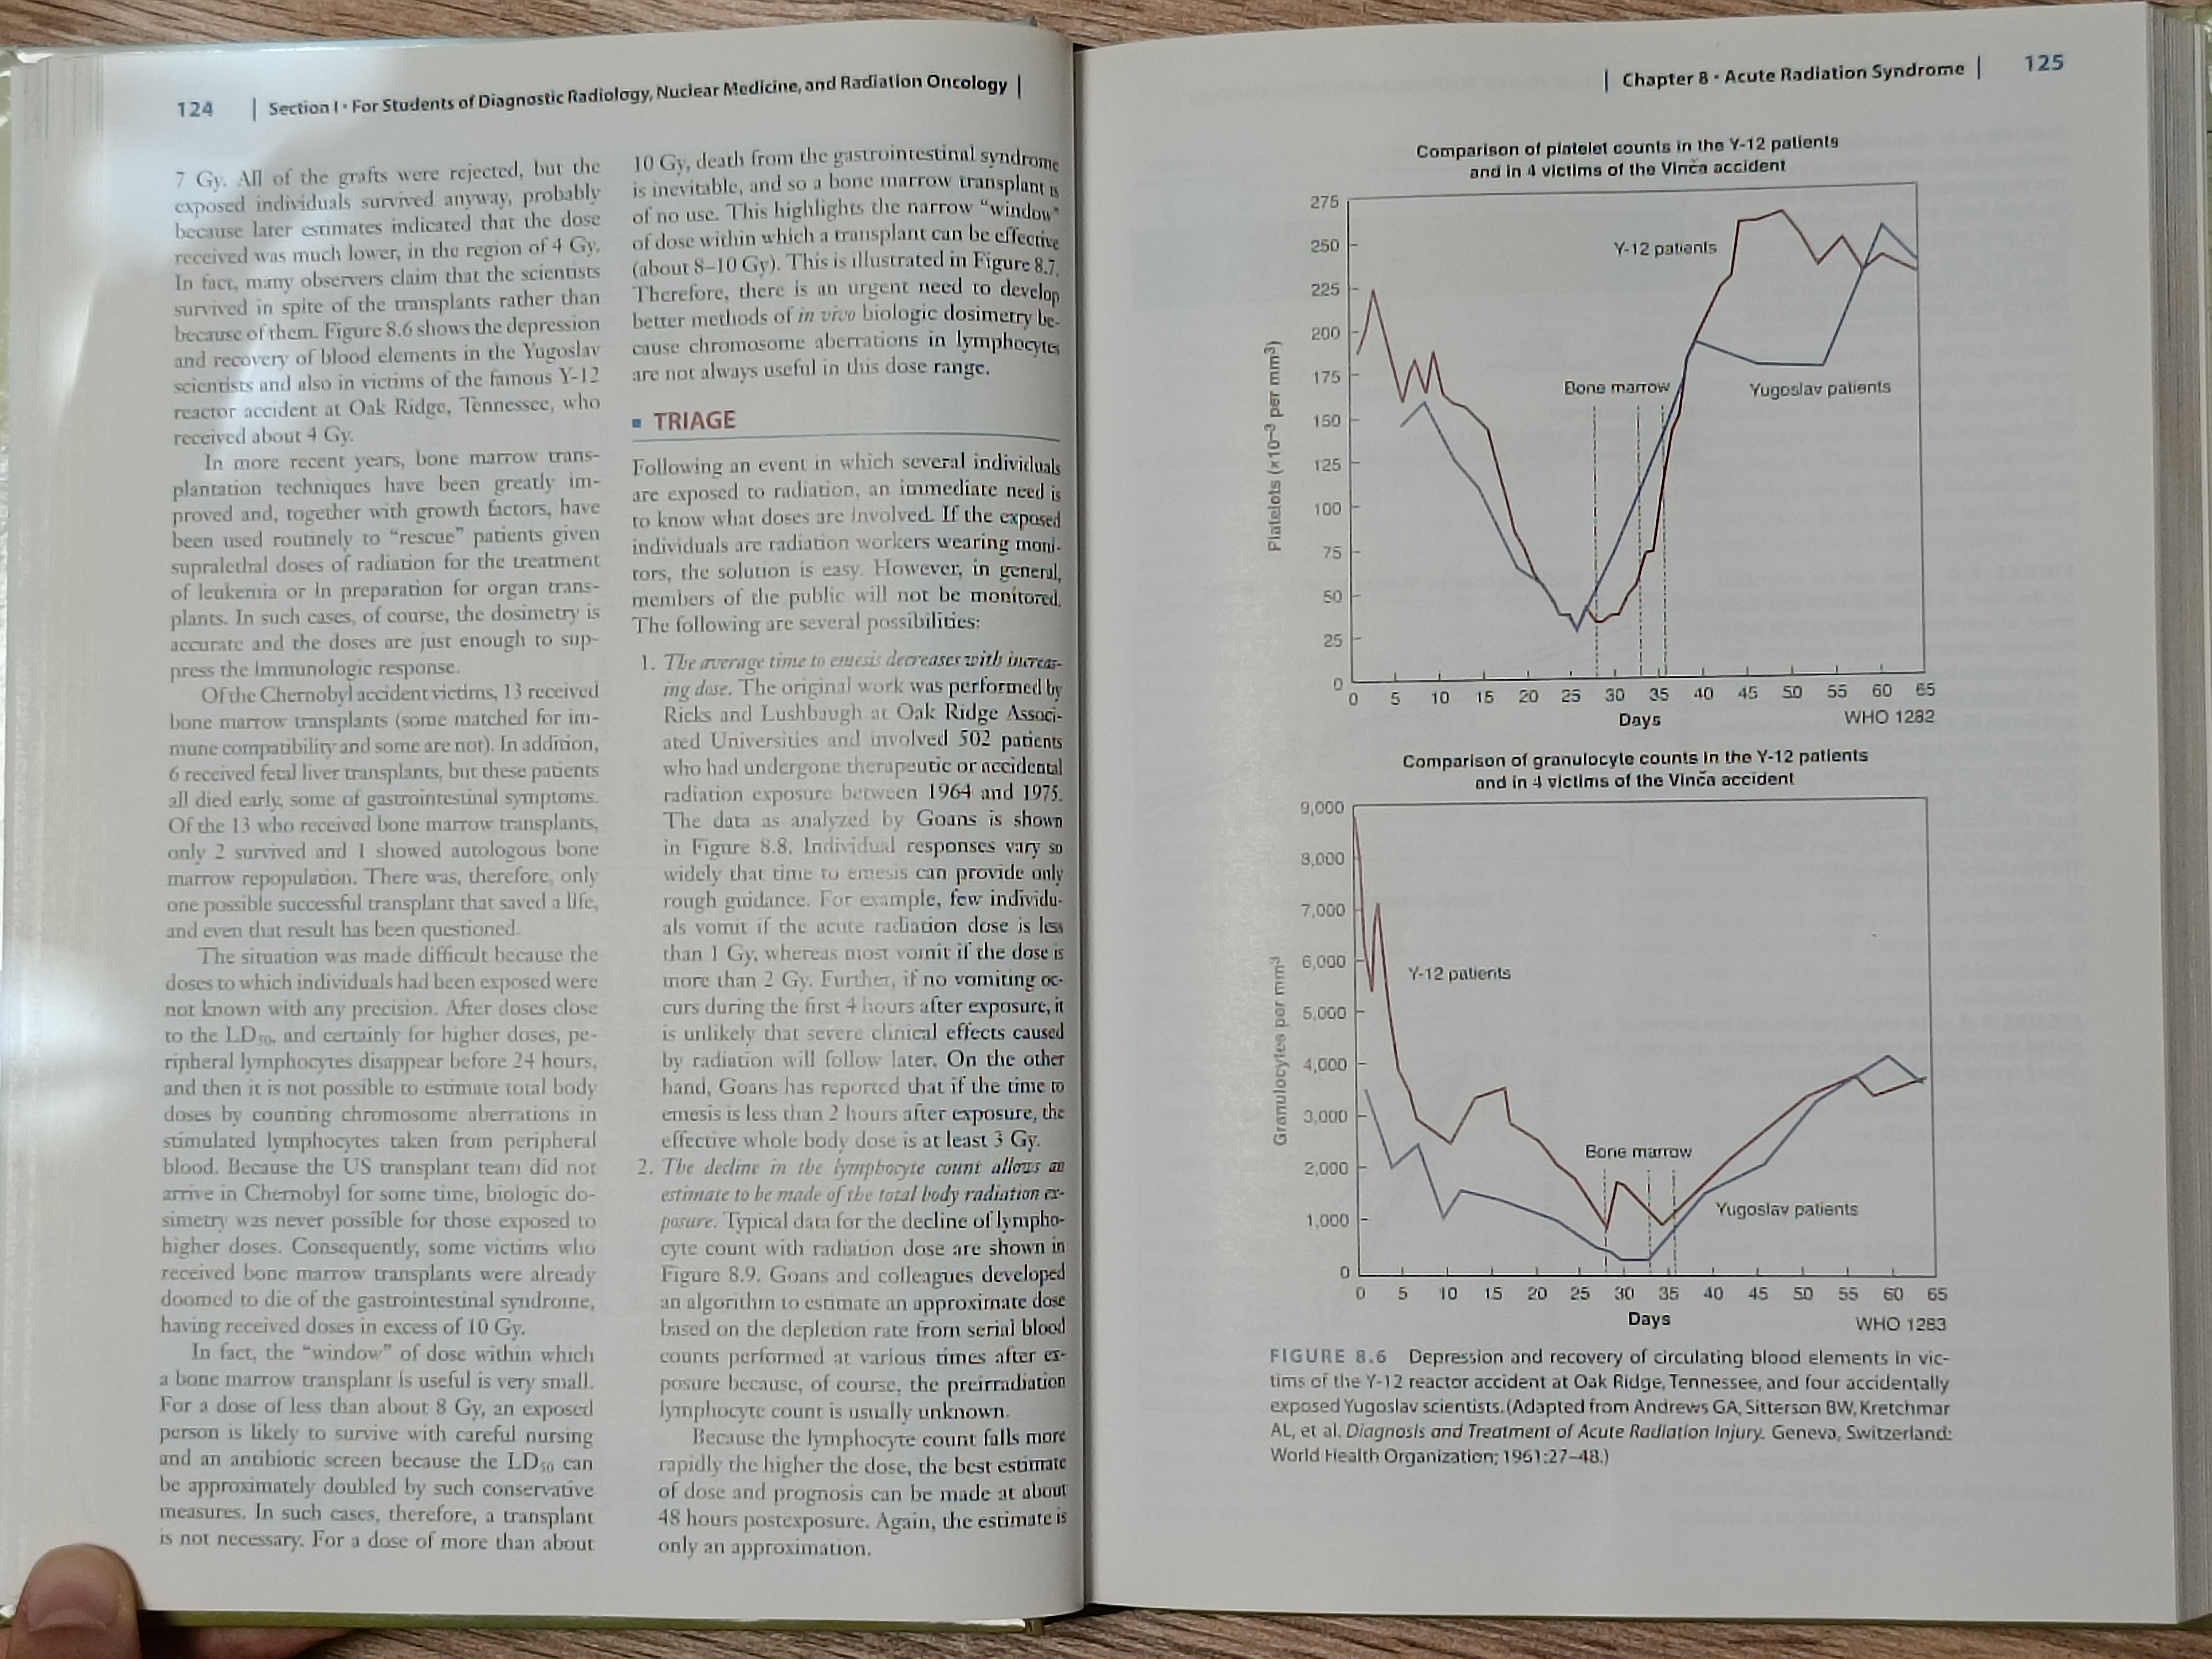 124 | Section I • For Students of Diagnostic Radiology, Nuclear Medicine, and Radiation Oncology |
7 Gy. All of the grafts were rejected, but the
exposed individuals survived anyway, probably
because later estimates indicated that the dose
received was much lower, in the region of 4 Gy.
In fact, many observers claim that the scientists
survived in spite of the transplants rather than
because of them. Figure 8.6 shows the depression
and recovery of blood elements in the Yugoslav
scientists and also in victims of the famous Y-12
reactor accident at Oak Ridge, Tennessee, who
received about 4 Gy.
In more recent years, bone marrow trans-
plantation techniques have been greatly im-
proved and, together with growth factors, have
been used routinely to “rescue” patients given
supralethal doses of radiation for the treatment
of leukemia or in preparation for organ trans-
plants. In such cases, of course, the dosimetry is
accurate and the doses are just enough to sup-
press the immunologic response.
Of the Chernobyl accident victims, 13 received
bone marrow transplants (some matched for im-
mune compatibility and some are not). In addition,
6 received fetal liver transplants, but these patients
all died early, some of gastrointestinal symptoms.
Of the 13 who received bone marrow transplants,
only 2 survived and 1 showed autologous bone
marrow repopulation. There was, therefore, only
one possible successful transplant that saved a life,
and even that result has been questioned.
The situation was made difficult because the
doses to which individuals had been exposed were
not known with any precision. After doses close
to the LD50, and certainly for higher doses, pe-
ripheral lymphocytes disappear before 24 hours,
and then it is not possible to estimate total body
doses by counting chromosome aberrations in
stimulated lymphocytes taken from peripheral
blood. Because the US transplant team did not
arrive in Chernobyl for some time, biologic do-
simetry was never possible for those exposed to
higher doses. Consequently, some victims who
received bone marrow transplants were already
doomed to die of the gastrointestinal syndrome,
having received doses in excess of 10 Gy.
In fact, the “window” of dose within which
a bone marrow transplant is useful is very small.
For a dose of less than about 8 Gy, an exposed
person is likely to survive with careful nursing
and an antibiotic screen because the LD50 can
be approximately doubled by such conservative
measures. In such cases, therefore, a transplant
is not necessary. For a dose of more than about
10 Gy, death from the gastrointestinal syndrome
is inevitable, and so a bone marrow transplant is
of no use. This highlights the narrow “window”
of dose within which a transplant can be effective
(about 8–10 Gy). This is illustrated in Figure 8.7.
Therefore, there is an urgent need to develop
better methods of in vivo biologic dosimetry be-
cause chromosome aberrations in lymphocytes
are not always useful in this dose range.
▪ TRIAGE
Following an event in which several individuals
are exposed to radiation, an immediate need is
to know what doses are involved. If the exposed
individuals are radiation workers wearing moni-
tors, the solution is easy. However, in general,
members of the public will not be monitored.
The following are several possibilities:
1. The average time to emesis decreases with increas-
ing dose. The original work was performed by
Ricks and Lushbaugh at Oak Ridge Associ-
ated Universities and involved 502 patients
who had undergone therapeutic or accidental
radiation exposure between 1964 and 1975.
The data as analyzed by Goans is shown
in Figure 8.8. Individual responses vary so
widely that time to emesis can provide only
rough guidance. For example, few individu-
als vomit if the acute radiation dose is less
than 1 Gy, whereas most vomit if the dose is
more than 2 Gy. Further, if no vomiting oc-
curs during the first 4 hours after exposure, it
is unlikely that severe clinical effects caused
by radiation will follow later. On the other
hand, Goans has reported that if the time to
emesis is less than 2 hours after exposure, the
effective whole body dose is at least 3 Gy.
2. The decline in the lymphocyte count allows an
estimate to be made of the total body radiation ex-
posure. Typical data for the decline of lympho-
cyte count with radiation dose are shown in
Figure 8.9. Goans and colleagues developed
an algorithm to estimate an approximate dose
based on the depletion rate from serial blood
counts performed at various times after ex-
posure because, of course, the preirradiation
lymphocyte count is usually unknown.
Because the lymphocyte count falls more
rapidly the higher the dose, the best estimate
of dose and prognosis can be made at about
48 hours postexposure. Again, the estimate is
only an approximation.
| Chapter 8 • Acute Radiation Syndrome | 125
Comparison of platelet counts in the Y-12 patients
and in 4 victims of the Vinča accident
275
250
225
200
175
150
125
100
75
50
25
0
Platelets (×10⁻³ per mm³)
Y-12 patients
Bone marrow
Yugoslav patients
0 5 10 15 20 25 30 35 40 45 50 55 60 65
Days
WHO 1282
Comparison of granulocyte counts in the Y-12 patients
and in 4 victims of the Vinča accident
9,000
8,000
7,000
6,000
5,000
4,000
3,000
2,000
1,000
0
Granulocytes per mm³
Y-12 patients
Bone marrow
Yugoslav patients
0 5 10 15 20 25 30 35 40 45 50 55 60 65
Days
WHO 1283
FIGURE 8.6 Depression and recovery of circulating blood elements in vic-
tims of the Y-12 reactor accident at Oak Ridge, Tennessee, and four accidentally
exposed Yugoslav scientists. (Adapted from Andrews GA, Sitterson BW, Kretchmar
AL, et al. Diagnosis and Treatment of Acute Radiation Injury. Geneva, Switzerland:
World Health Organization; 1961:27–48.)